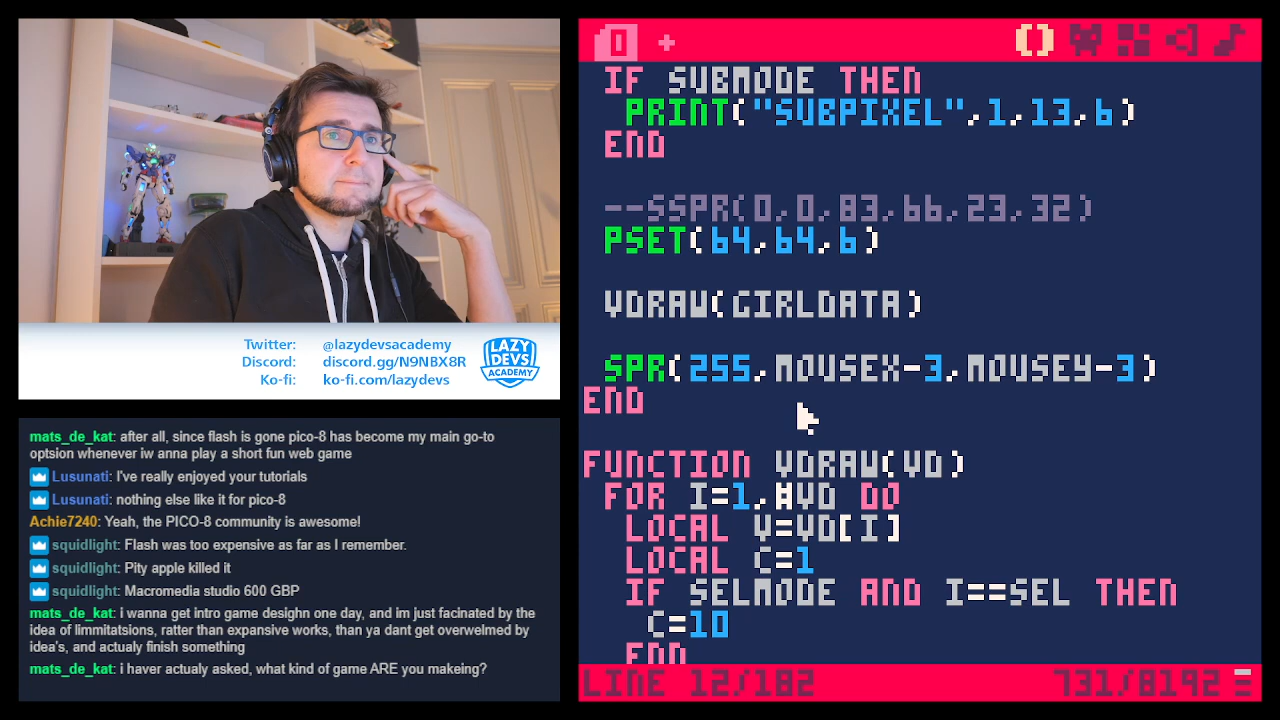 Twitter: @lazydevsacademy
Discord: discord.gg/N9NBX8R
Ko-fi: ko-fi.com/lazydevs
LAZY
DEVS
ACADEMY
mats_de_kat: after all, since flash is gone pico-8 has become my main go-to
optsion whenever iw anna play a short fun web game
Lusunati: I've really enjoyed your tutorials
Lusunati: nothing else like it for pico-8
Achie7240: Yeah, the PICO-8 community is awesome!
squidlight: Flash was too expensive as far as I remember.
squidlight: Pity apple killed it
squidlight: Macromedia studio 600 GBP
mats_de_kat: i wanna get intro game desighn one day, and im just facinated by the
idea of limmitatsions, ratter than expansive works, than ya dant get overwelmed by
idea's, and actualy finish something
mats_de_kat: i haver actualy asked, what kind of game ARE you makeing?
0 +
IF SUBMODE THEN
PRINT("SUBPIXEL",1,13,6)
END
--SSPR(0,0,83,66,23,32)
PSET(64,64,6)
VDRAW(GIRLDATA)
SPR(255,MOUSEX-3,MOUSEY-3)
END
FUNCTION VDRAW(VD)
FOR I=1,#VD DO
LOCAL V=VD[I]
LOCAL C=1
IF SELMODE AND I==SEL THEN
C=10
END
LINE 12/182
731/8192